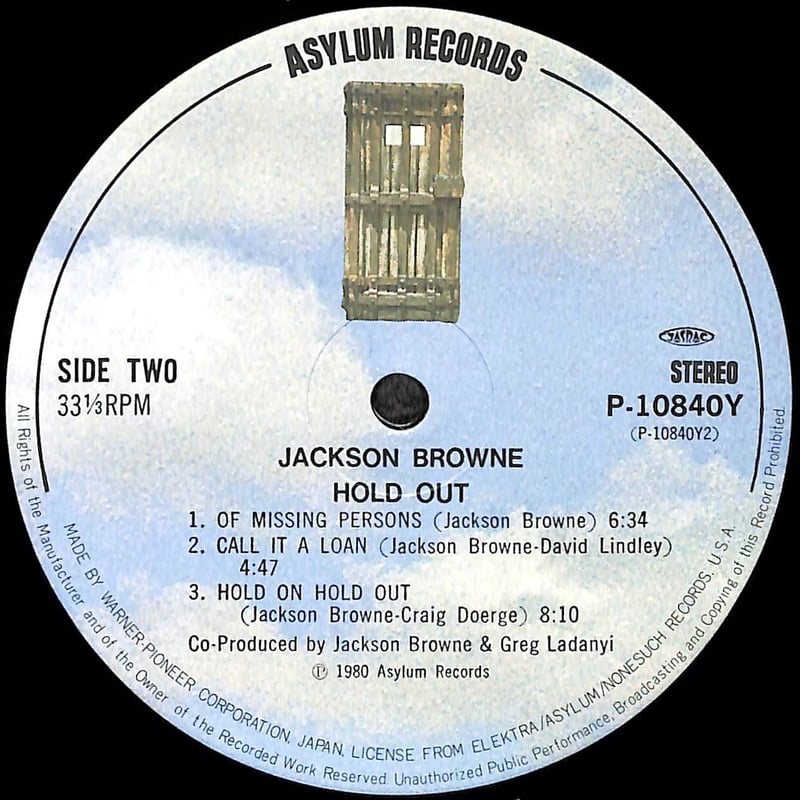 ASYLUM RECORDS
JASRAC
SIDE TWO
33⅓RPM
STEREO
P-10840Y
(P-10840Y2)
JACKSON BROWNE
HOLD OUT
1. OF MISSING PERSONS (Jackson Browne) 6:34
2. CALL IT A LOAN (Jackson Browne-David Lindley)
4:47
3. HOLD ON HOLD OUT
(Jackson Browne-Craig Doerge) 8:10
Co-Produced by Jackson Browne & Greg Ladanyi
Ⓟ 1980 Asylum Records
MADE BY WARNER-PIONEER CORPORATION, JAPAN. LICENSE FROM ELEKTRA/ASYLUM/NONESUCH RECORDS, U.S.A.
All Rights of the Manufacturer and of the Owner of the Recorded Work Reserved. Unauthorized Public Performance, Broadcasting and Copying of this Record Prohibited.